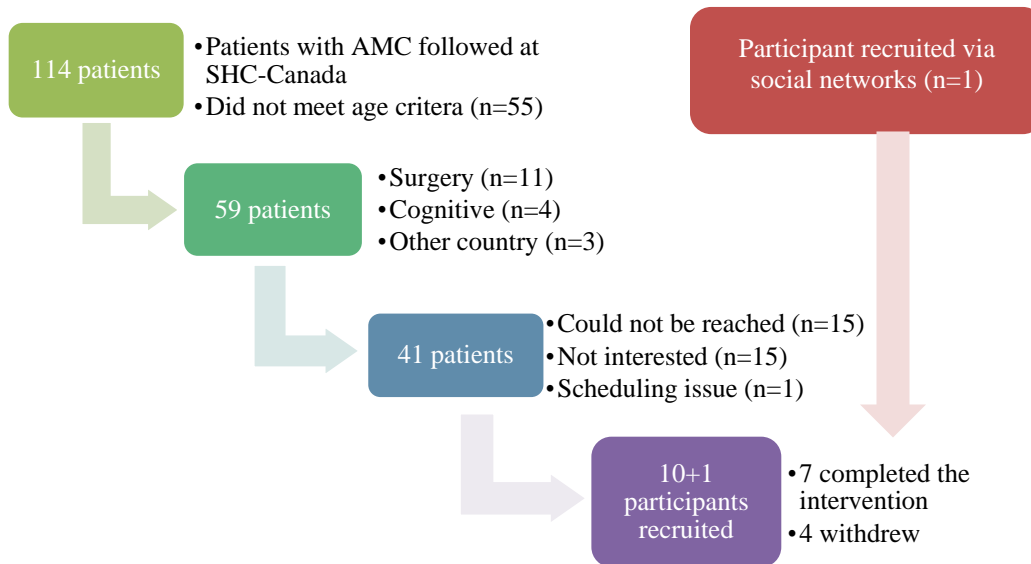 114 patients
•Patients with AMC followed at
SHC-Canada
•Did not meet age critera (n=55)
Participant recruited via
social networks (n=1)
59 patients
•Surgery (n=11)
•Cognitive (n=4)
•Other country (n=3)
41 patients
•Could not be reached (n=15)
•Not interested (n=15)
•Scheduling issue (n=1)
10+1
participants
recruited
•7 completed the
intervention
•4 withdrew